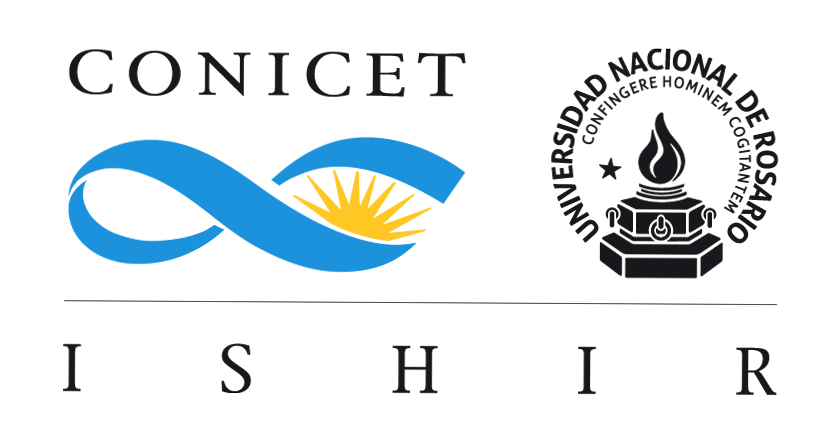 CONICET
UNIVERSIDAD NACIONAL DE ROSARIO
CONFINGERE HOMINEM COGITANTEM
I S H I R